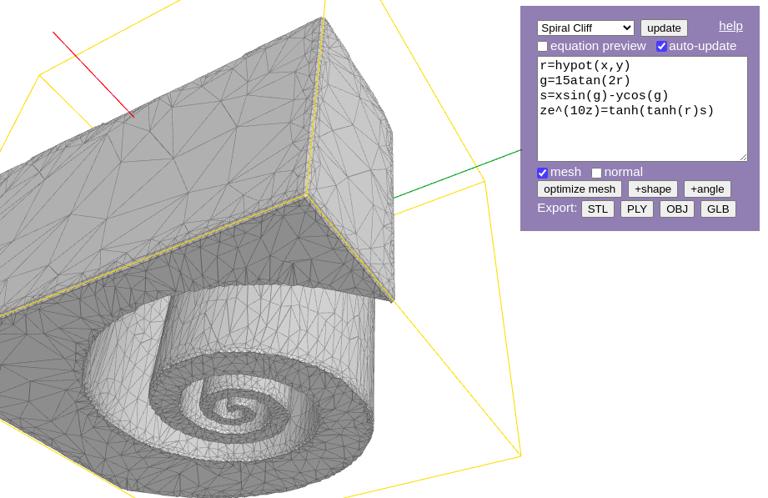 Spiral Cliff update help
equation preview auto-update
r=hypot(x,y)
g=15atan(2r)
s=xsin(g)-ycos(g)
ze^(10z)=tanh(tanh(r)s)
mesh normal
optimize mesh +shape +angle
Export: STL PLY OBJ GLB